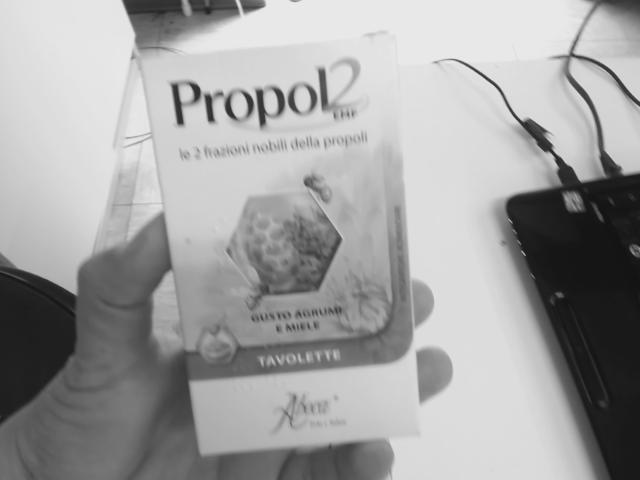 Propol2
EMF
le 2 frazioni nobili della propoli
GUSTO AGRUMI
E MIELE
TAVOLETTE
Aboca